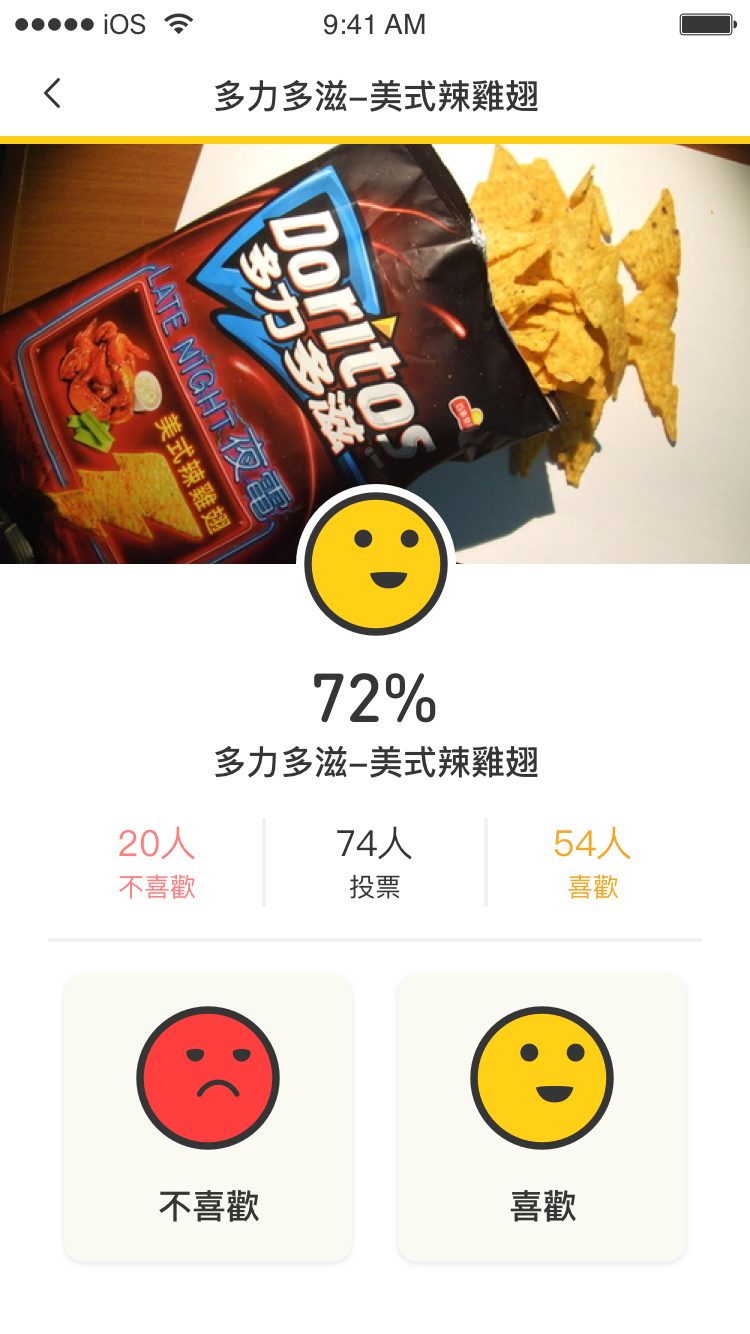 iOS
9:41 AM
多力多滋–美式辣雞翅
Doritos
多力多滋
LATE NIGHT 夜電
美式辣雞翅
72%
多力多滋–美式辣雞翅
20人
不喜歡
74人
投票
54人
喜歡
不喜歡
喜歡